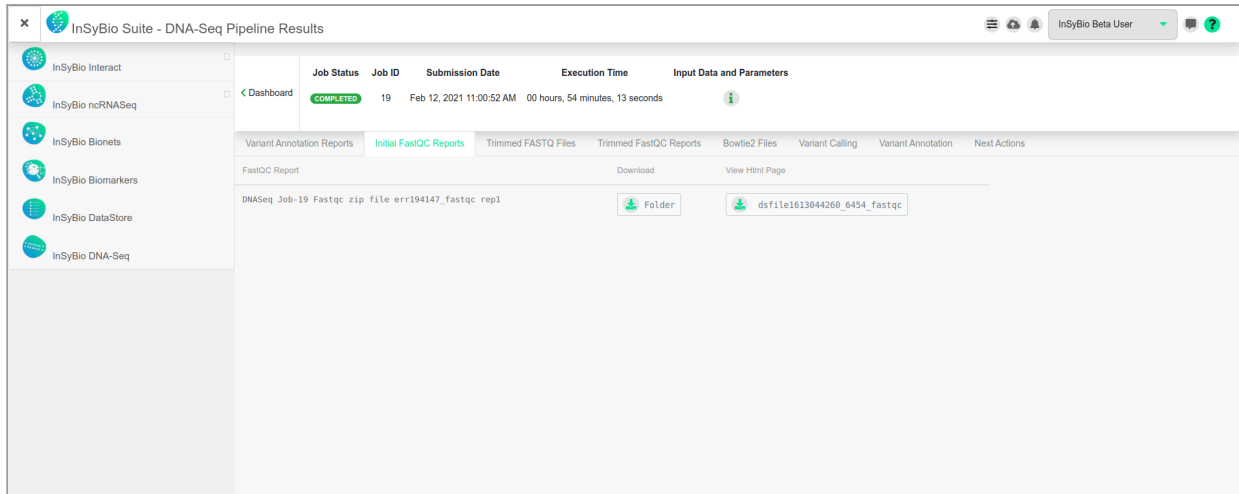 ×
InSyBio Suite - DNA-Seq Pipeline Results
InSyBio Beta User
?
InSyBio Interact
InSyBio ncRNASeq
InSyBio Bionets
InSyBio Biomarkers
InSyBio DataStore
InSyBio DNA-Seq
Dashboard
Job Status Job ID Submission Date Execution Time Input Data and Parameters
COMPLETED 19 Feb 12, 2021 11:00:52 AM 00 hours, 54 minutes, 13 seconds i
Variant Annotation Reports Initial FastQC Reports Trimmed FASTQ Files Trimmed FastQC Reports Bowtie2 Files Variant Calling Variant Annotation Next Actions
FastQC Report Download View Html Page
DNASeq Job-19 Fastqc zip file err194147_fastqc rep1 Folder dsfile1613044260_6454_fastqc